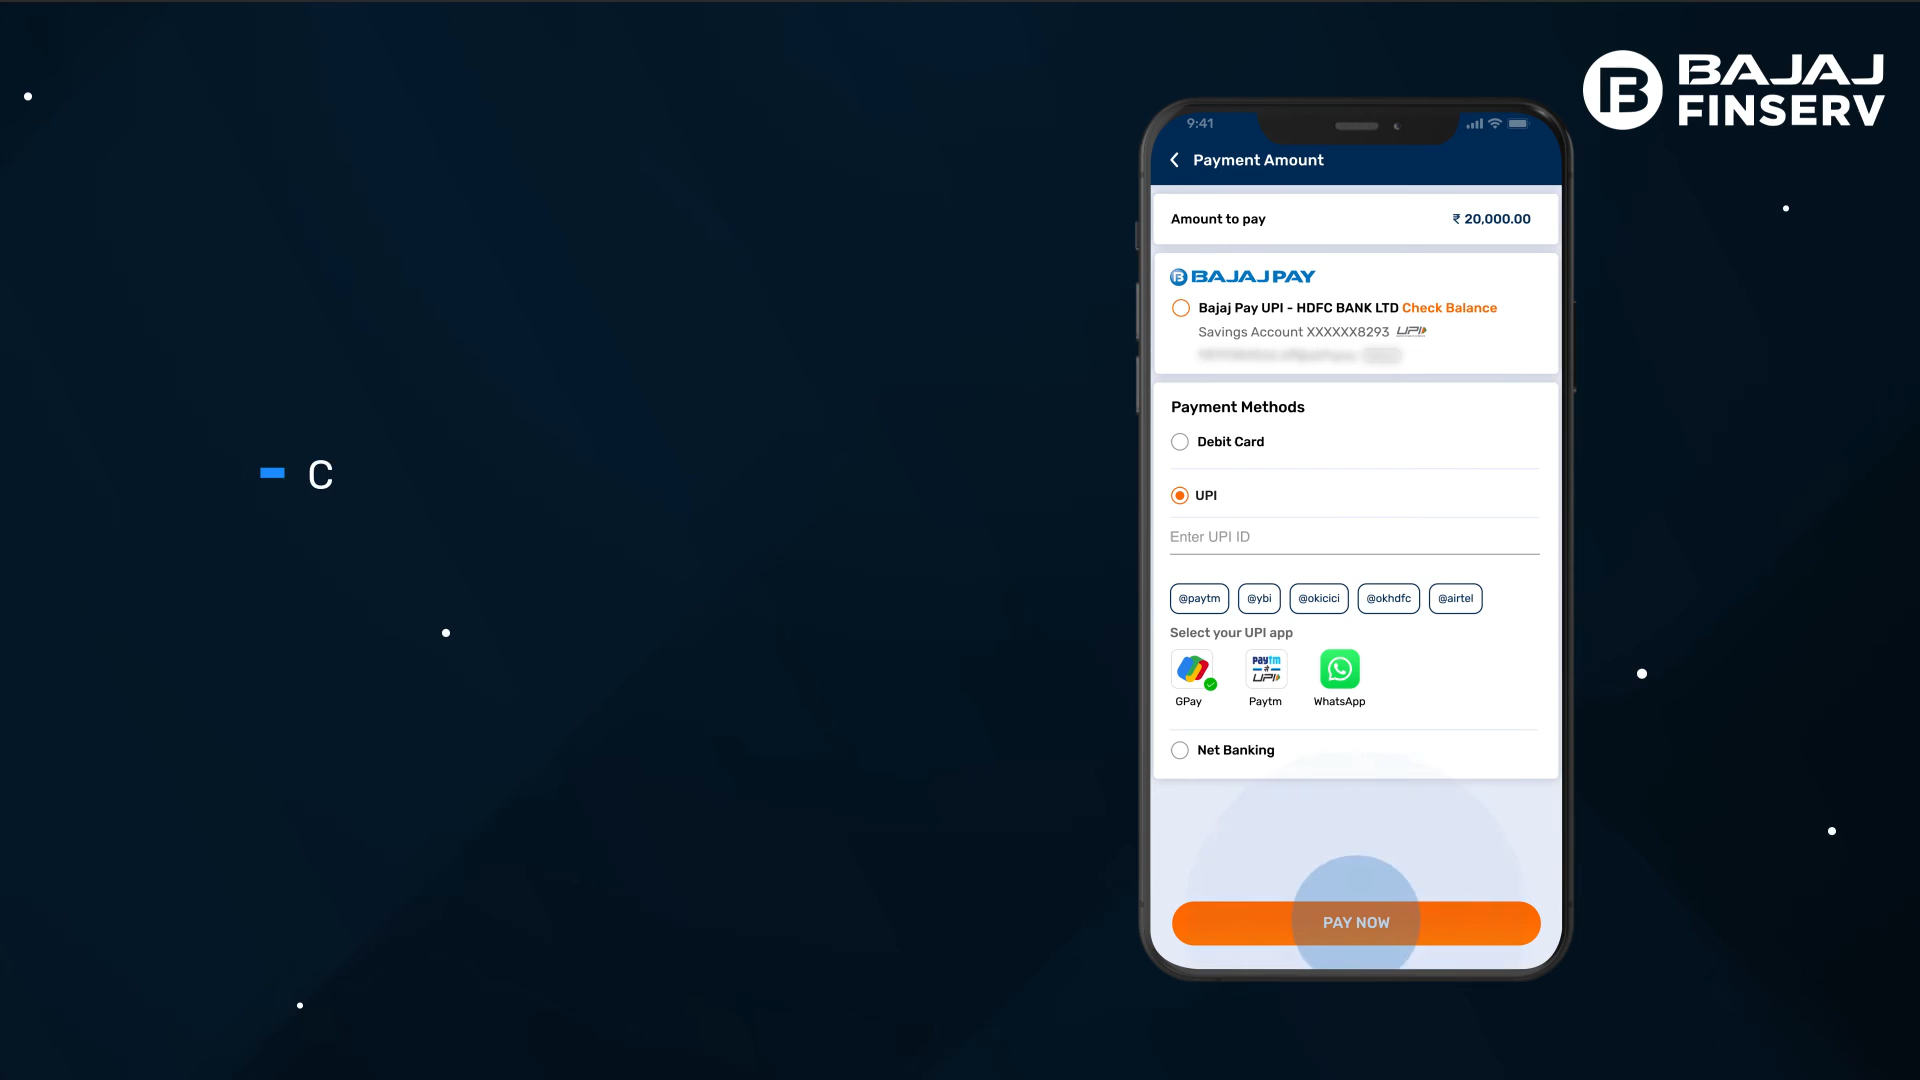 BAJAJ
FINSERV
9:41
Payment Amount
Amount to pay ₹ 20,000.00
BAJAJ PAY
Bajaj Pay UPI - HDFC BANK LTD Check Balance
Savings Account XXXXXX8293 UPI
Payment Methods
Debit Card
UPI
Enter UPI ID
@paytm @ybi @okicici @okhdfc @airtel
Select your UPI app
paytm
UPI
GPay Paytm WhatsApp
Net Banking
PAY NOW
- C